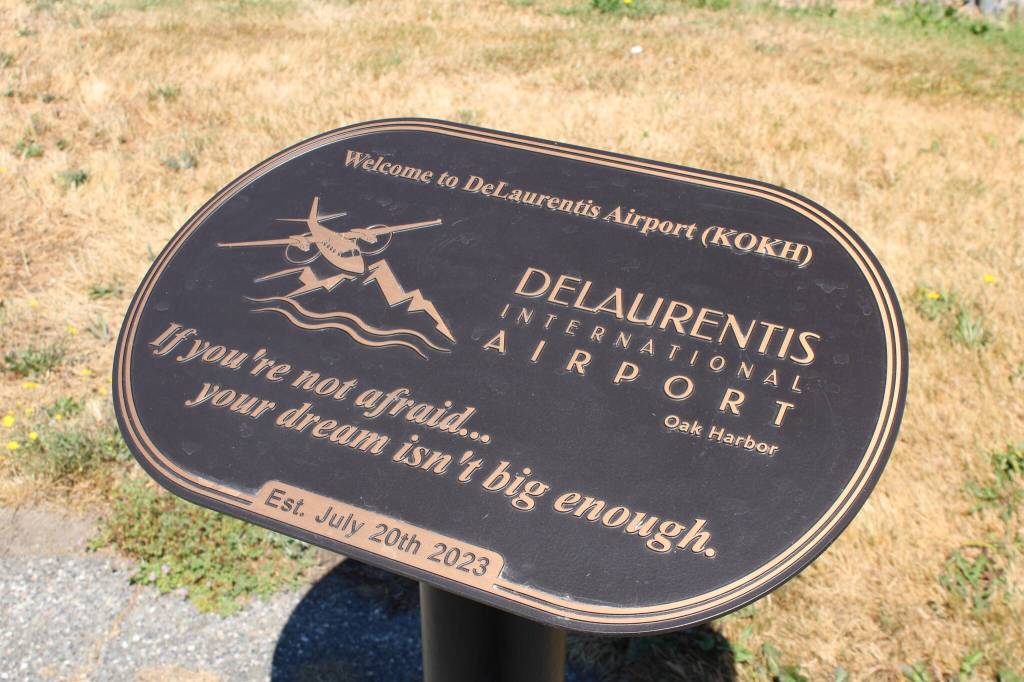 Welcome to DeLaurentis Airport (KOKH)
DELAURENTIS
INTERNATIONAL
AIRPORT
Oak Harbor
If you're not afraid...
your dream isn't big enough.
Est. July 20th 2023